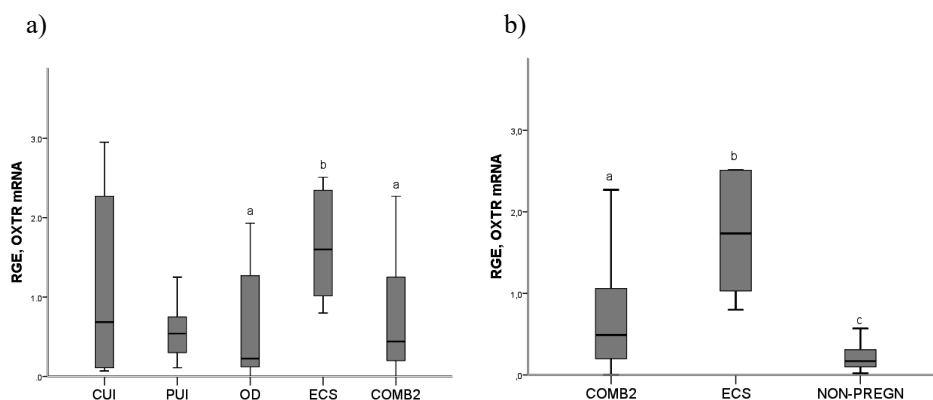 a)
b)
RGE, OXTR mRNA
3,0
2,0
1,0
,0
a
b
a
CUI PUI OD ECS COMB2
RGE, OXTR mRNA
3,0
2,0
1,0
,0
a
b
c
COMB2 ECS NON-PREGN